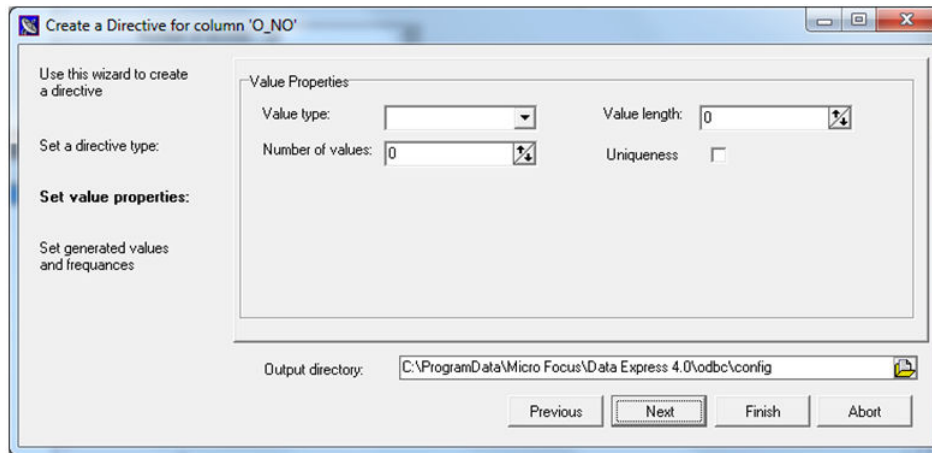 Create a Directive for column 'O_NO'
Use this wizard to create
a directive
Set a directive type:
Set value properties:
Set generated values
and frequances
Value Properties
Value type:
Value length: 0
Number of values: 0
Uniqueness
Output directory: C:\ProgramData\Micro Focus\Data Express 4.0\odbc\config
Previous Next Finish Abort